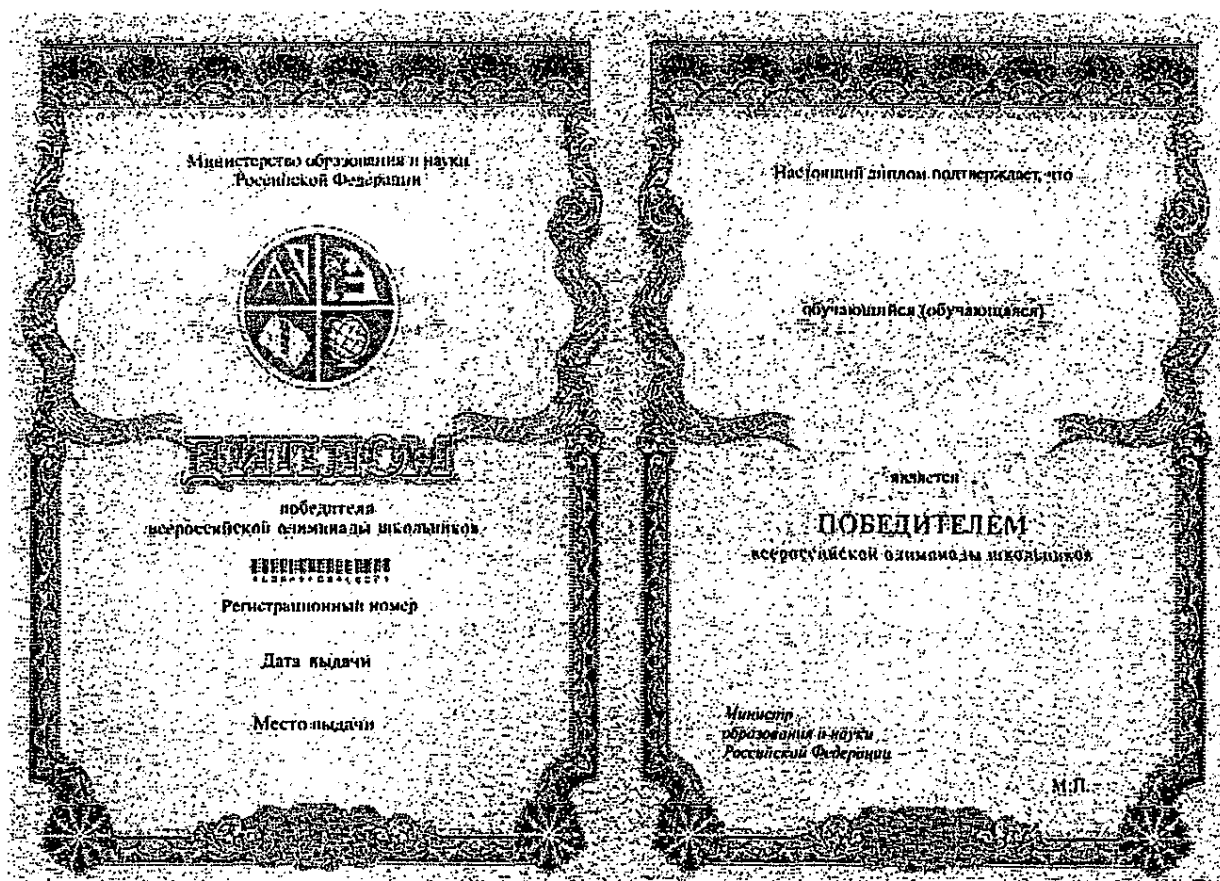 Министерство образования и науки
Российской Федерации
ДИПЛОМ
победителя
всероссийской олимпиады школьников
Регистрационный номер
Дата выдачи
Место выдачи
Настоящий диплом подтверждает, что
обучающийся (обучающаяся)
является
ПОБЕДИТЕЛЕМ
всероссийской олимпиады школьников
Министр
образования и науки
Российской Федерации
М.П.